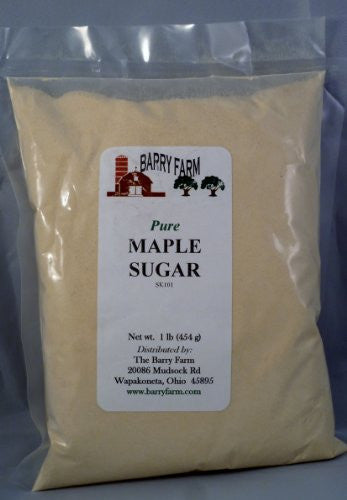 BARRY FARM
Pure
MAPLE
SUGAR
SK101
Net wt. 1 lb (454 g)
Distributed by:
The Barry Farm
20086 Mudsock Rd
Wapakoneta, Ohio 45895
www.barryfarm.com